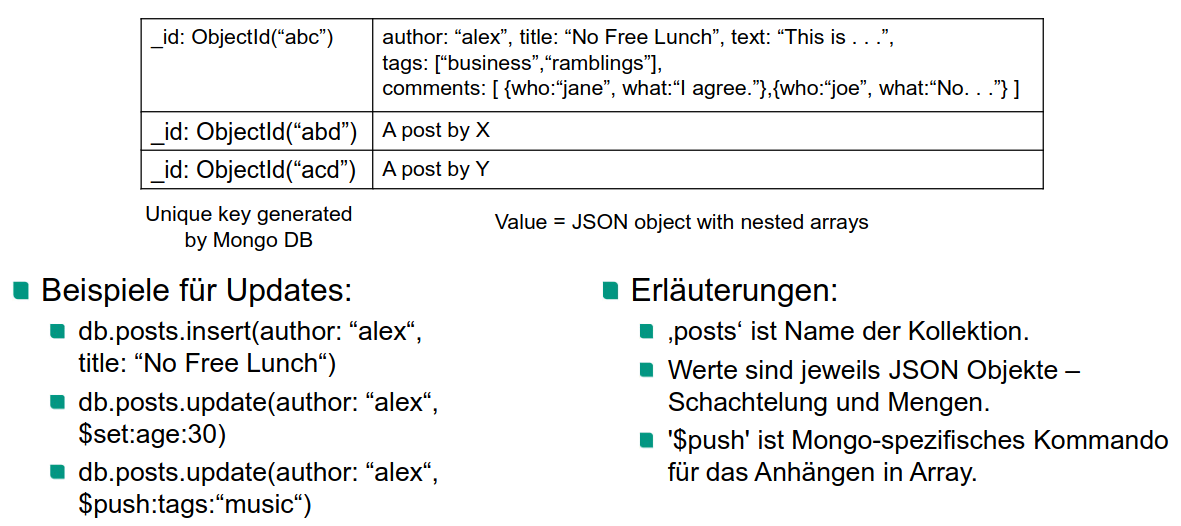 _id: ObjectId(“abc”)
author: “alex”, title: “No Free Lunch”, text: “This is . . .”,
tags: [“business”,“ramblings”],
comments: [ {who:“jane”, what:“I agree.”},{who:“joe”, what:“No. . .”} ]
_id: ObjectId(“abd”)
A post by X
_id: ObjectId(“acd”)
A post by Y
Unique key generated
by Mongo DB
Value = JSON object with nested arrays
Beispiele für Updates:
db.posts.insert(author: “alex“,
title: “No Free Lunch“)
db.posts.update(author: “alex“,
$set:age:30)
db.posts.update(author: “alex“,
$push:tags:“music“)
Erläuterungen:
‚posts‘ ist Name der Kollektion.
Werte sind jeweils JSON Objekte –
Schachtelung und Mengen.
'$push' ist Mongo-spezifisches Kommando
für das Anhängen in Array.